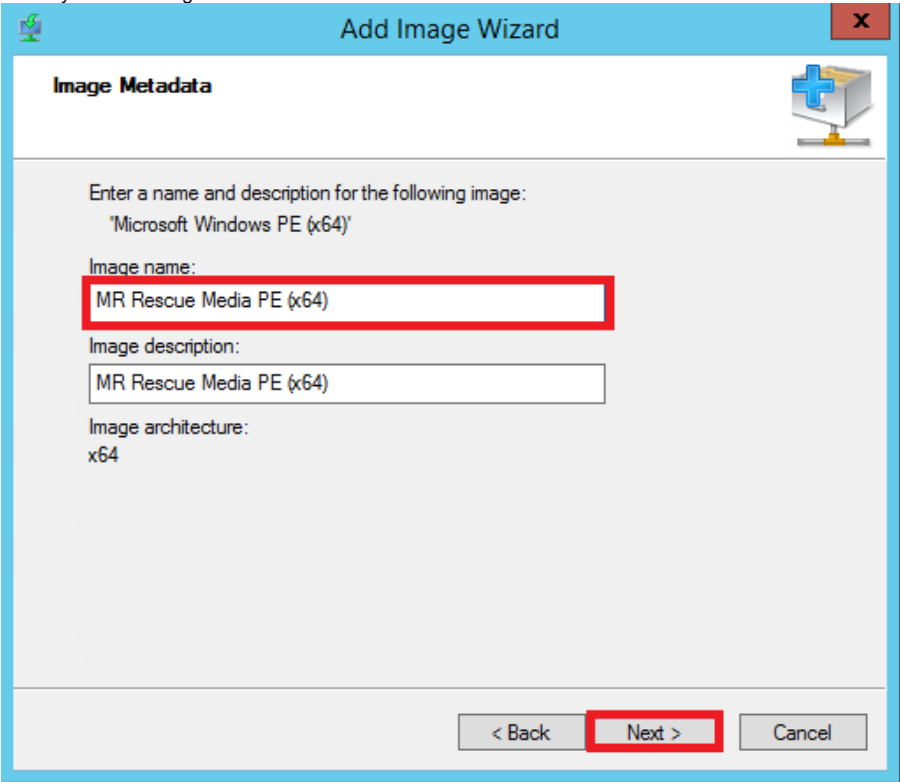 Add Image Wizard
x
Image Metadata
Enter a name and description for the following image:
'Microsoft Windows PE (x64)'
Image name:
MR Rescue Media PE (x64)
Image description:
MR Rescue Media PE (x64)
Image architecture:
x64
< Back Next > Cancel